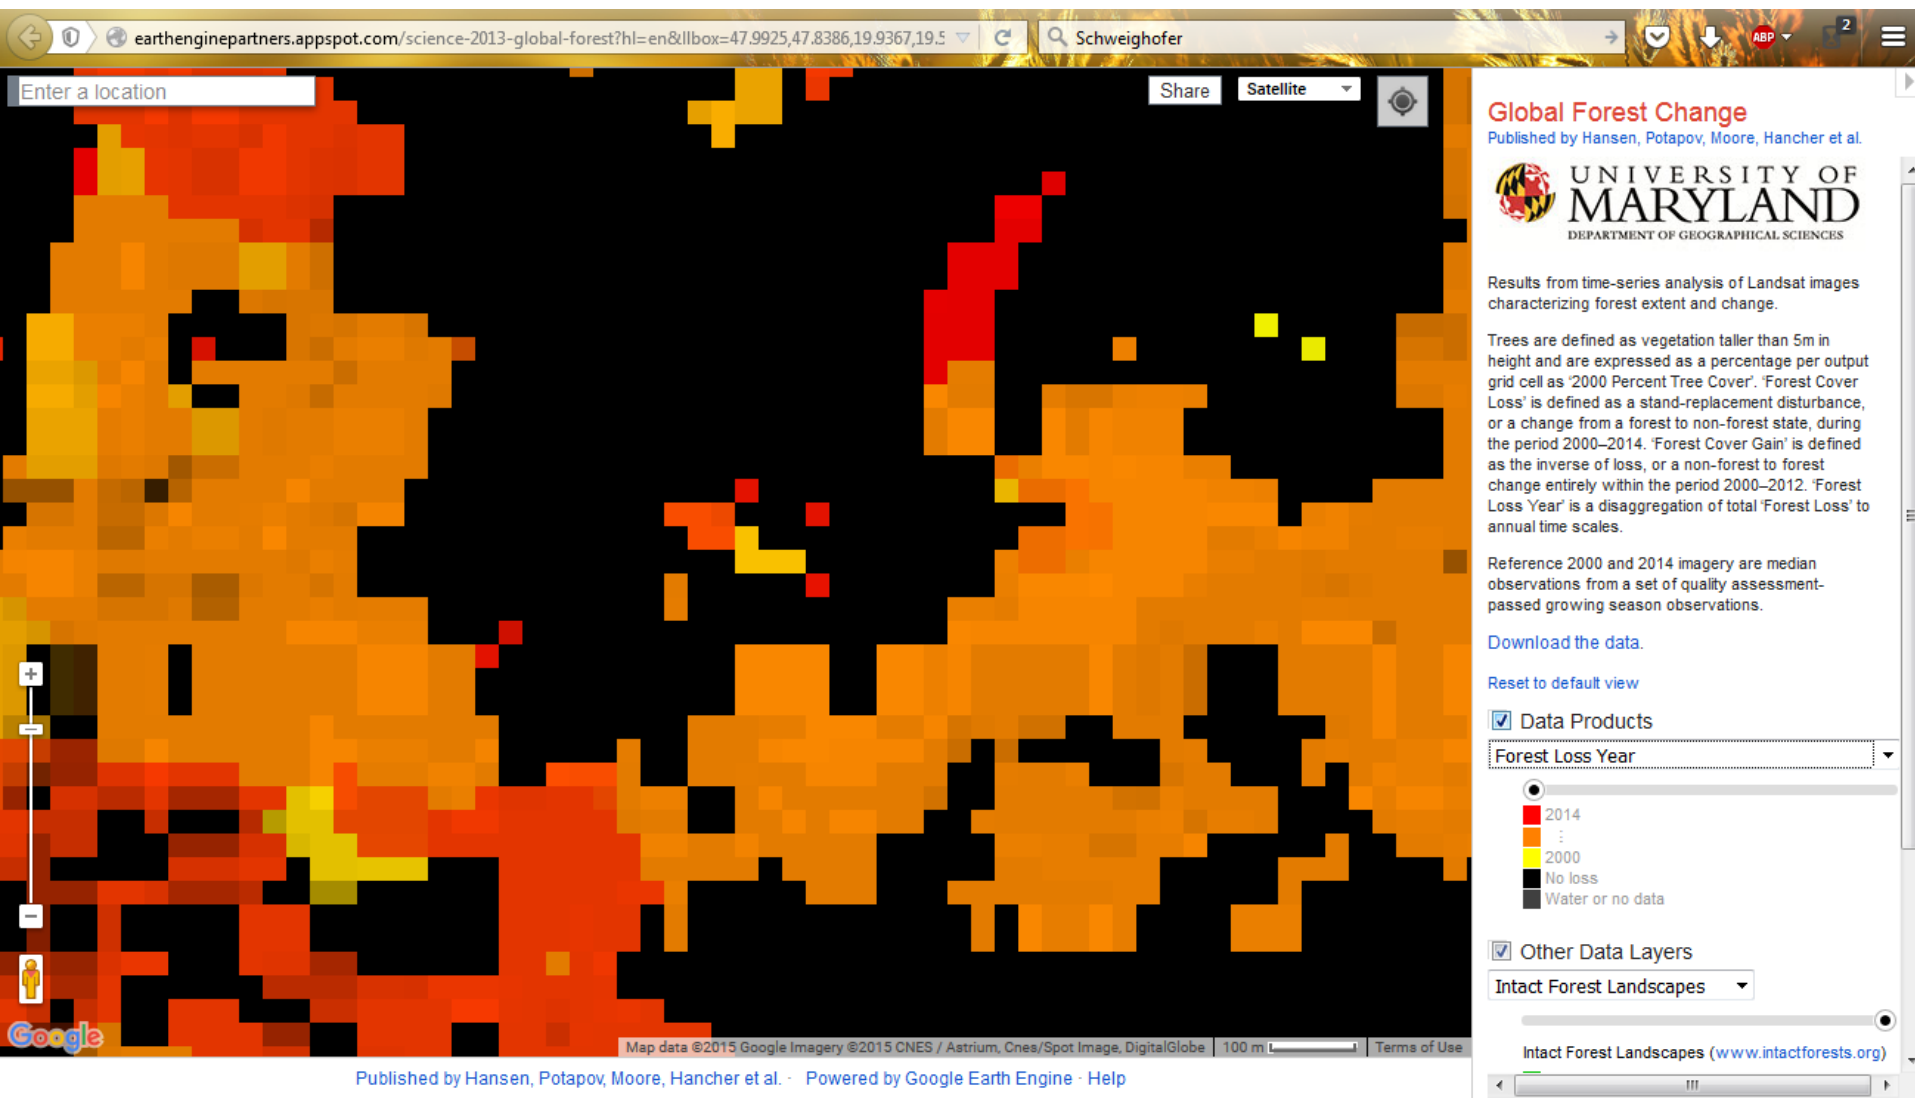 earthenginepartners.appspot.com/science-2013-global-forest?hl=en&llbox=47.9925,47.8386,19.9367,19.5
Schweighofer
ABP
2
Enter a location
Share
Satellite
Global Forest Change
Published by Hansen, Potapov, Moore, Hancher et al.
UNIVERSITY OF
MARYLAND
DEPARTMENT OF GEOGRAPHICAL SCIENCES
Results from time-series analysis of Landsat images
characterizing forest extent and change.
Trees are defined as vegetation taller than 5m in
height and are expressed as a percentage per output
grid cell as '2000 Percent Tree Cover'. 'Forest Cover
Loss' is defined as a stand-replacement disturbance,
or a change from a forest to non-forest state, during
the period 2000–2014. 'Forest Cover Gain' is defined
as the inverse of loss, or a non-forest to forest
change entirely within the period 2000–2012. 'Forest
Loss Year' is a disaggregation of total 'Forest Loss' to
annual time scales.
Reference 2000 and 2014 imagery are median
observations from a set of quality assessment-
passed growing season observations.
Download the data.
Reset to default view
Data Products
Forest Loss Year
2014
⋮
2000
No loss
Water or no data
Other Data Layers
Intact Forest Landscapes
Intact Forest Landscapes (www.intactforests.org)
Google
Map data ©2015 Google Imagery ©2015 CNES / Astrium, Cnes/Spot Image, DigitalGlobe
100 m
Terms of Use
Published by Hansen, Potapov, Moore, Hancher et al. · Powered by Google Earth Engine · Help